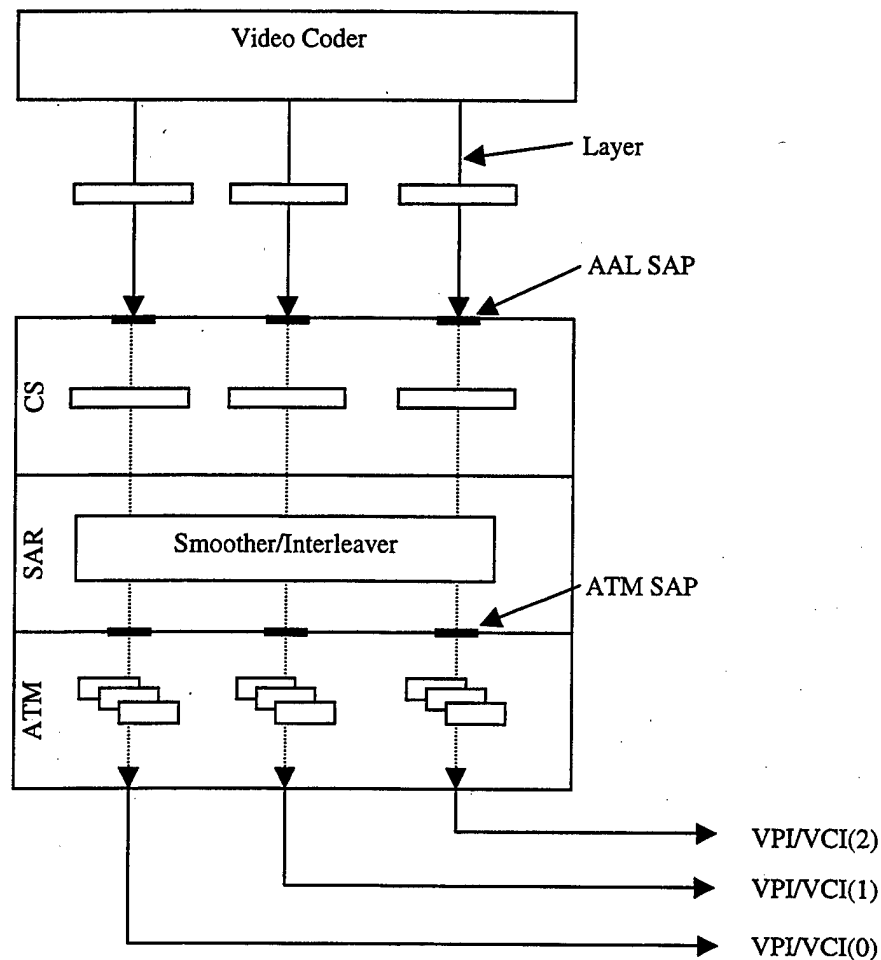 Video Coder
Layer
AAL SAP
CS
Smoother/Interleaver
SAR
ATM SAP
ATM
VPI/VCI(2)
VPI/VCI(1)
VPI/VCI(0)